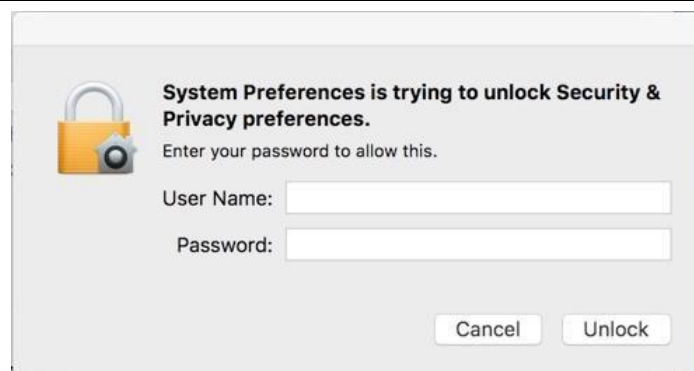 System Preferences is trying to unlock Security &
Privacy preferences.
Enter your password to allow this.
User Name:
Password:
Cancel Unlock